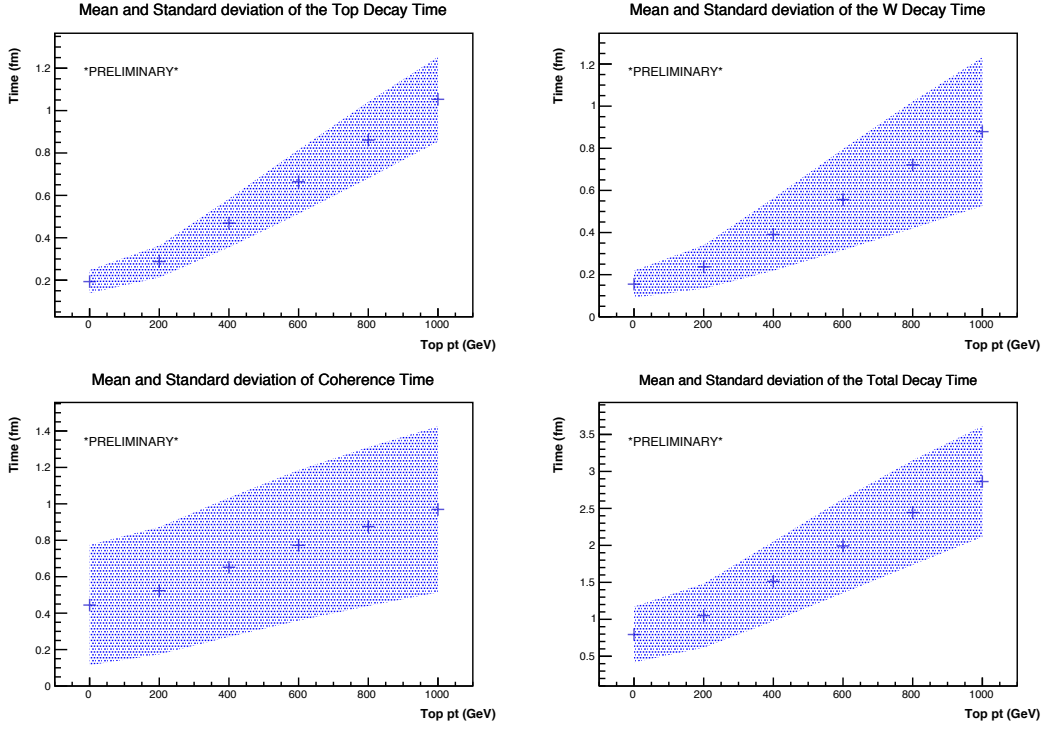 Mean and Standard deviation of the Top Decay Time
Time (fm)
*PRELIMINARY*
1.2
1
0.8
0.6
0.4
0.2
0 200 400 600 800 1000
Top pt (GeV)
Mean and Standard deviation of the W Decay Time
Time (fm)
*PRELIMINARY*
1.2
1
0.8
0.6
0.4
0.2
0
0 200 400 600 800 1000
Top pt (GeV)
Mean and Standard deviation of Coherence Time
Time (fm)
*PRELIMINARY*
1.4
1.2
1
0.8
0.6
0.4
0.2
0
0 200 400 600 800 1000
Top pt (GeV)
Mean and Standard deviation of the Total Decay Time
Time (fm)
*PRELIMINARY*
3.5
3
2.5
2
1.5
1
0.5
0 200 400 600 800 1000
Top pt (GeV)